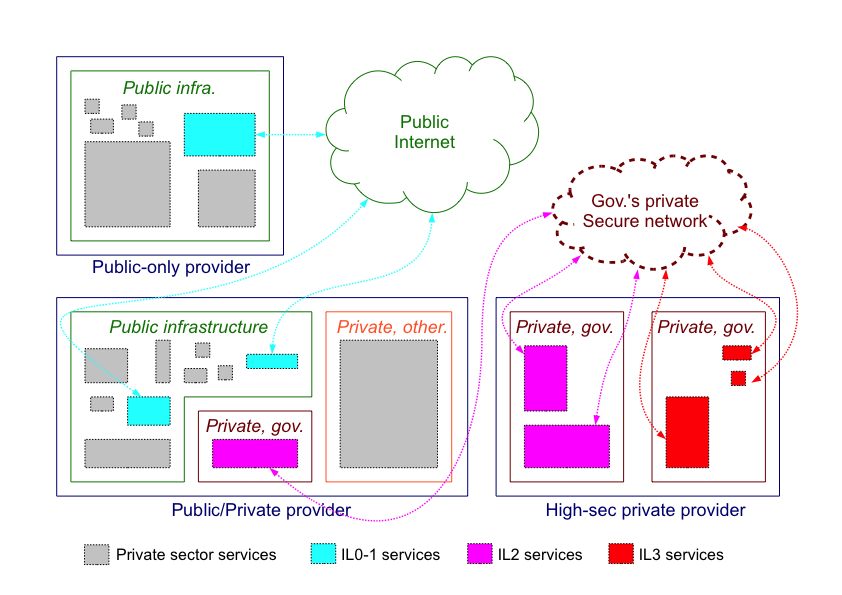 Public infra.
Public
Internet
Gov.'s private
Secure network
Public-only provider
Public infrastructure
Private, other.
Private, gov.
Private, gov.
Private, gov.
Public/Private provider
High-sec private provider
Private sector services
IL0-1 services
IL2 services
IL3 services